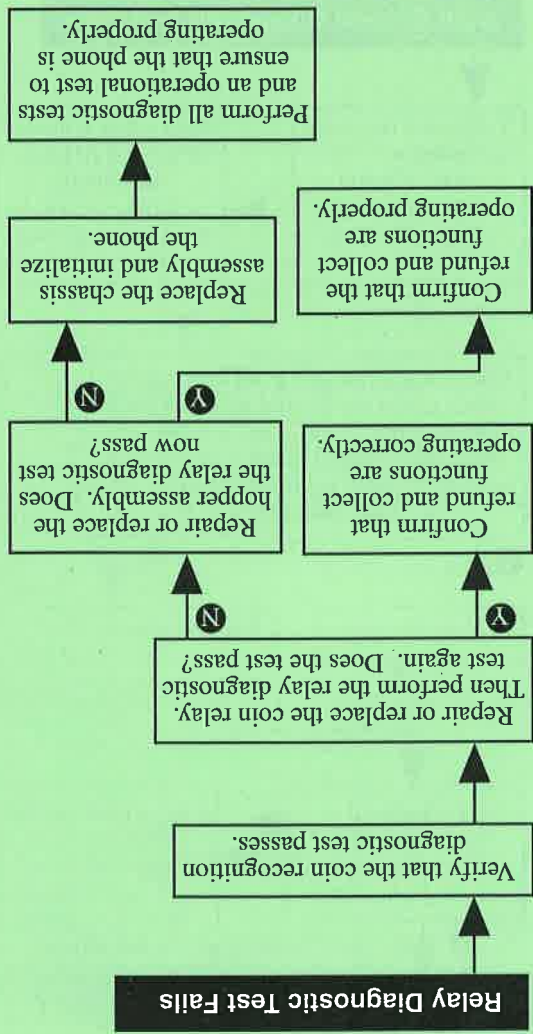 Relay Diagnostic Test Fails
Verify that the coin recognition
diagnostic test passes.
Repair or replace the coin relay.
Then perform the relay diagnostic
test again. Does the test pass?
Y
N
Confirm that
refund and collect
functions are
operating correctly.
Repair or replace the
hopper assembly. Does
the relay diagnostic test
now pass?
Y
N
Confirm that the
refund and collect
functions are
operating properly.
Replace the chassis
assembly and initialize
the phone.
Perform all diagnostic tests
and an operational test to
ensure that the phone is
operating properly.